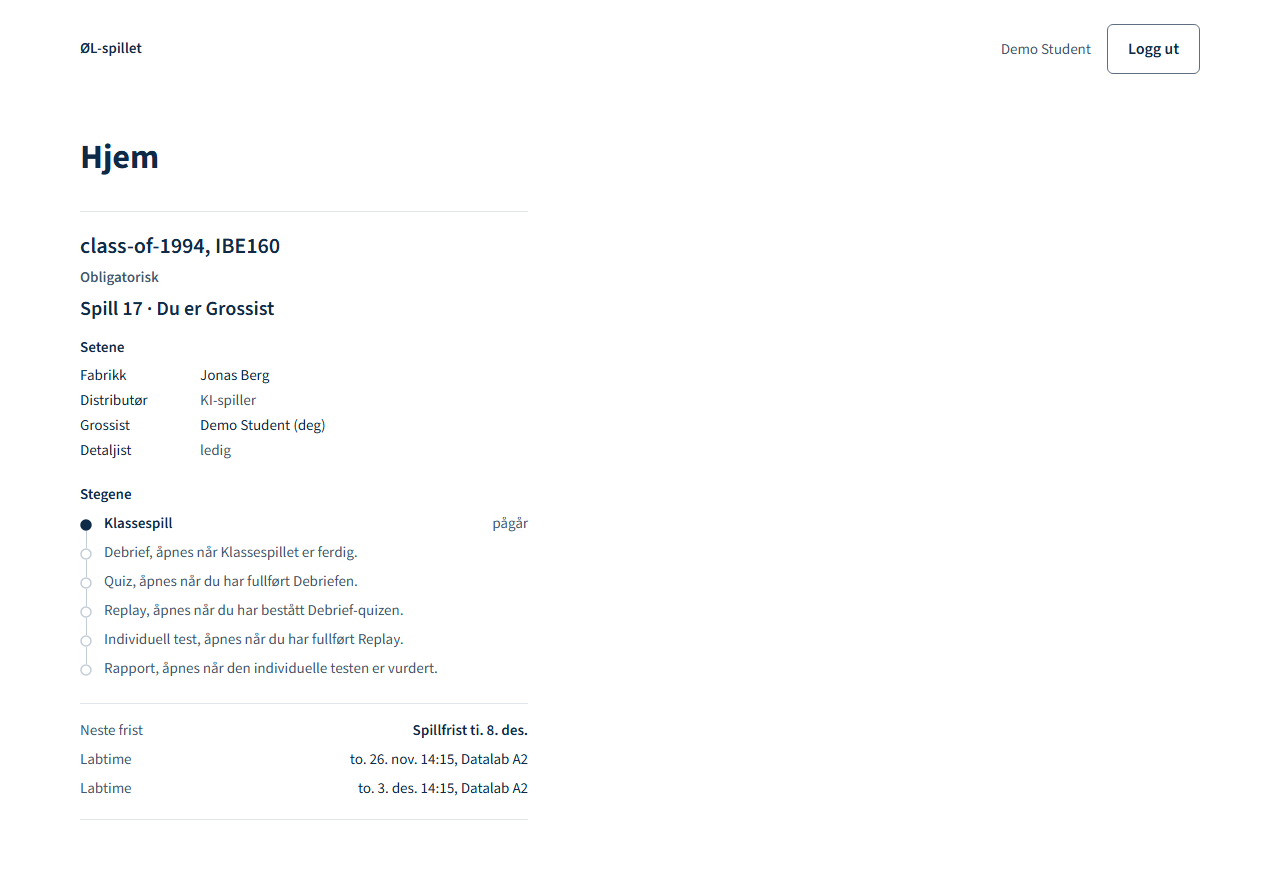 ØL-spillet
Demo Student
Logg ut
Hjem
class-of-1994, IBE160
Obligatorisk
Spill 17 · Du er Grossist
Setene
Fabrikk Jonas Berg
Distributør KI-spiller
Grossist Demo Student (deg)
Detaljist ledig
Stegene
Klassespill pågår
Debrief, åpnes når Klassespillet er ferdig.
Quiz, åpnes når du har fullført Debriefen.
Replay, åpnes når du har bestått Debrief-quizen.
Individuell test, åpnes når du har fullført Replay.
Rapport, åpnes når den individuelle testen er vurdert.
Neste frist Spillfrist ti. 8. des.
Labtime to. 26. nov. 14:15, Datalab A2
Labtime to. 3. des. 14:15, Datalab A2